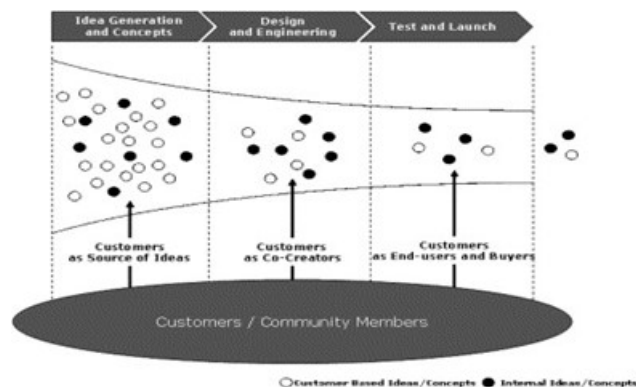 Idea Generation
and Concepts
Design
and Engineering
Test and Launch
Customers
as Source of Ideas
Customers
as Co-Creators
Customers
as End-users and Buyers
Customers / Community Members
Customer Based Ideas/Concepts
Internal Ideas/Concepts